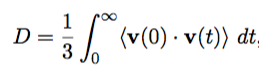 D = \frac{1}{3} \int_0^\infty \langle \mathbf{v}(0) \cdot \mathbf{v}(t) \rangle \, dt,